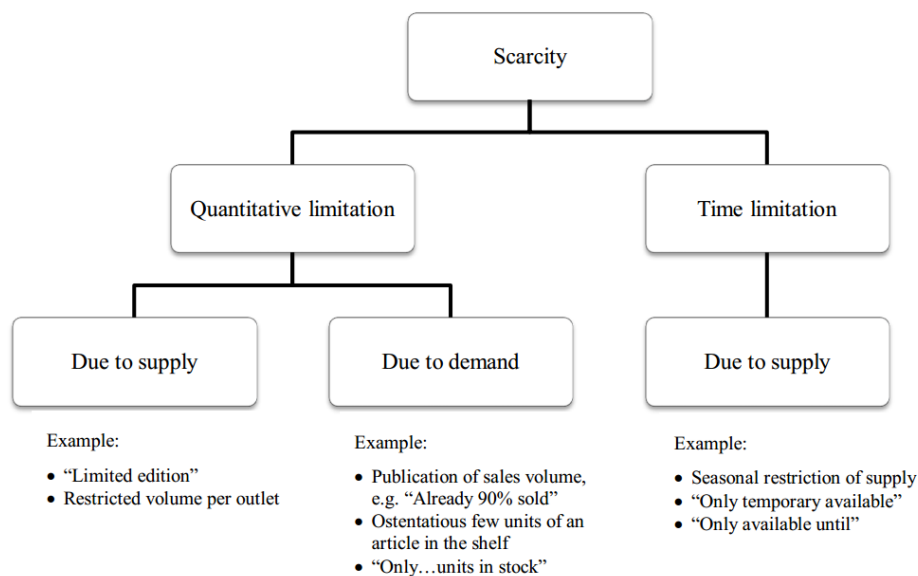 Scarcity
Quantitative limitation
Time limitation
Due to supply
Due to demand
Due to supply
Example:
• “Limited edition”
• Restricted volume per outlet
Example:
• Publication of sales volume,
e.g. “Already 90% sold”
• Ostentatious few units of an
article in the shelf
• “Only…units in stock”
Example:
• Seasonal restriction of supply
• “Only temporary available”
• “Only available until”